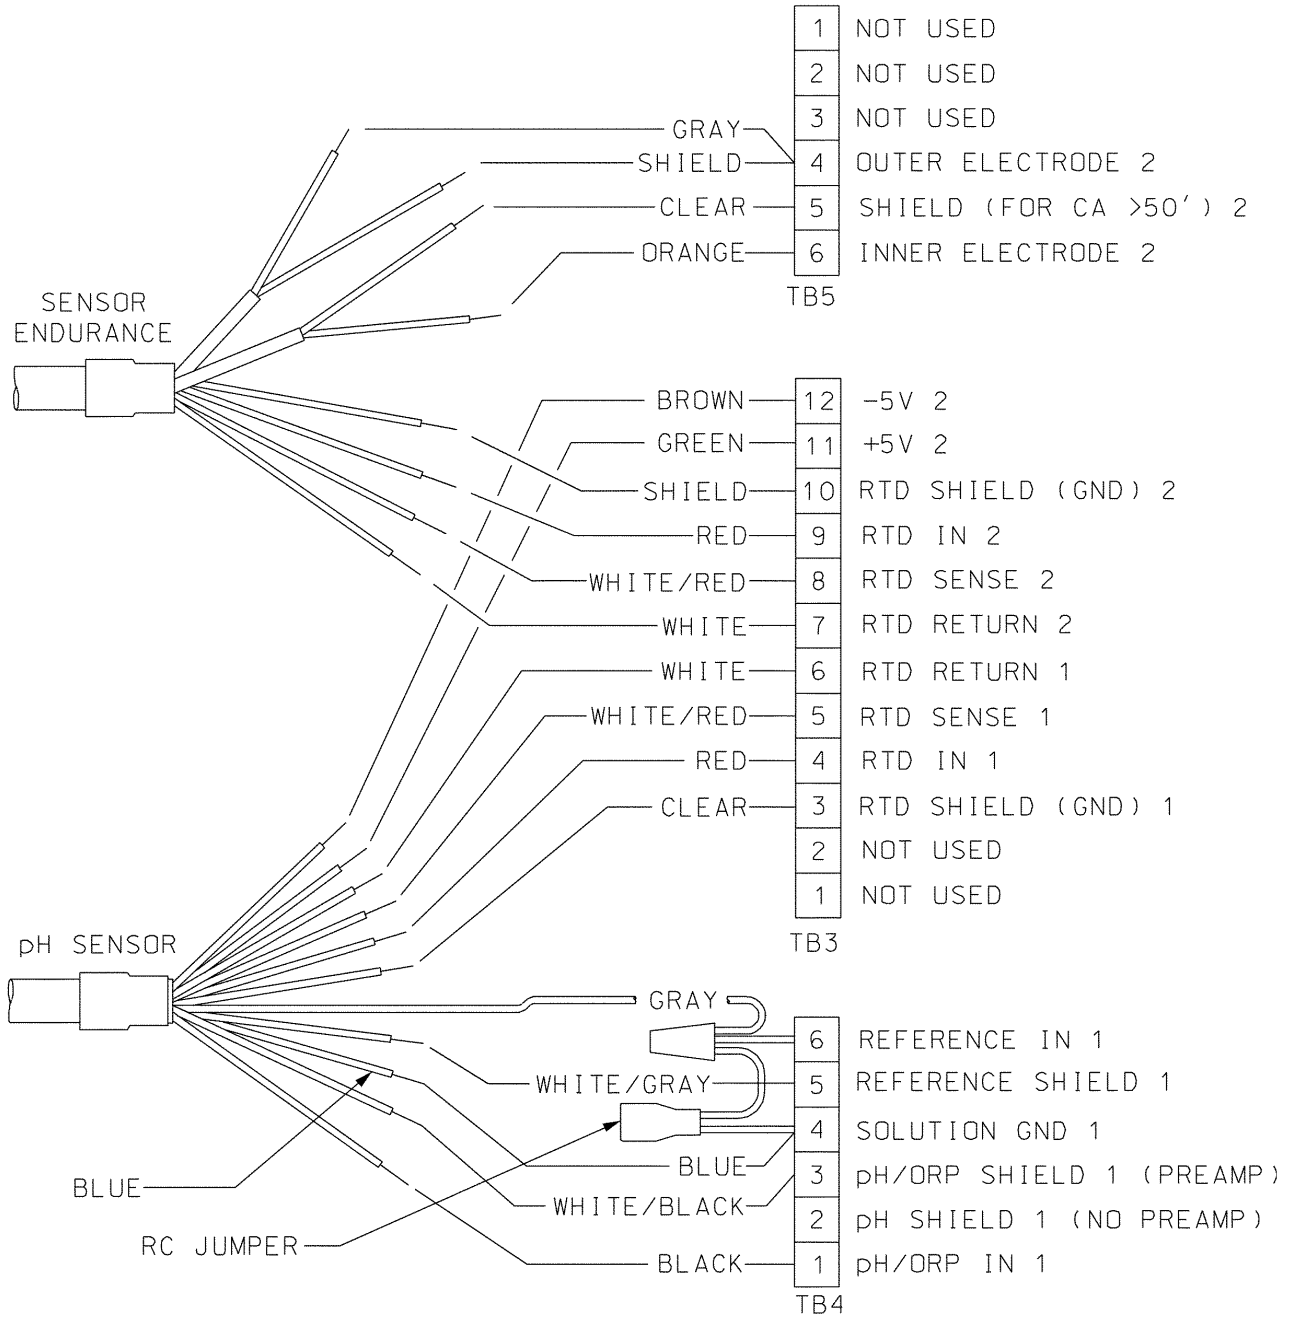 1 NOT USED
2 NOT USED
3 NOT USED
GRAY
SHIELD 4 OUTER ELECTRODE 2
CLEAR 5 SHIELD (FOR CA >50') 2
ORANGE 6 INNER ELECTRODE 2
TB5
SENSOR
ENDURANCE
BROWN 12 -5V 2
GREEN 11 +5V 2
SHIELD 10 RTD SHIELD (GND) 2
RED 9 RTD IN 2
WHITE/RED 8 RTD SENSE 2
WHITE 7 RTD RETURN 2
WHITE 6 RTD RETURN 1
WHITE/RED 5 RTD SENSE 1
RED 4 RTD IN 1
CLEAR 3 RTD SHIELD (GND) 1
2 NOT USED
1 NOT USED
TB3
pH SENSOR
GRAY
6 REFERENCE IN 1
WHITE/GRAY 5 REFERENCE SHIELD 1
4 SOLUTION GND 1
BLUE
3 pH/ORP SHIELD 1 (PREAMP)
BLUE
WHITE/BLACK
2 pH SHIELD 1 (NO PREAMP)
RC JUMPER
BLACK 1 pH/ORP IN 1
TB4